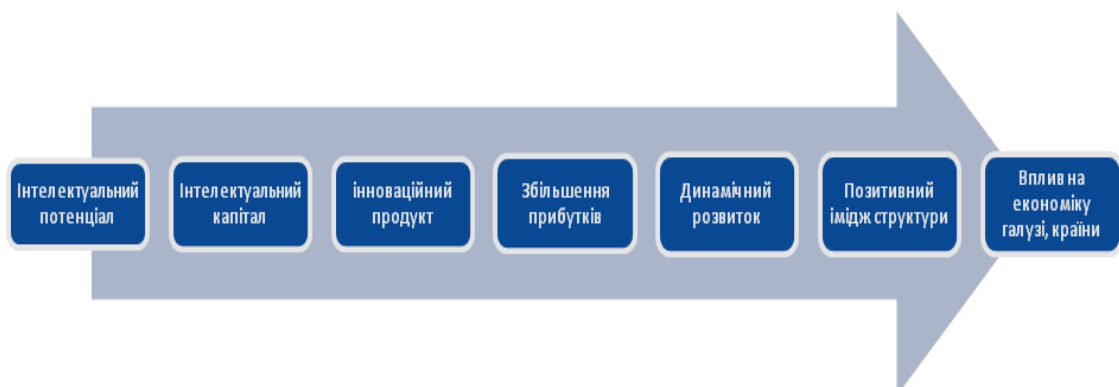 Інтелектуальний
потенціал
Інтелектуальний
капітал
інноваційний
продукт
Збільшення
прибутків
Динамічний
розвиток
Позитивний
імідж структури
Вплив на
економіку
галузі, країни